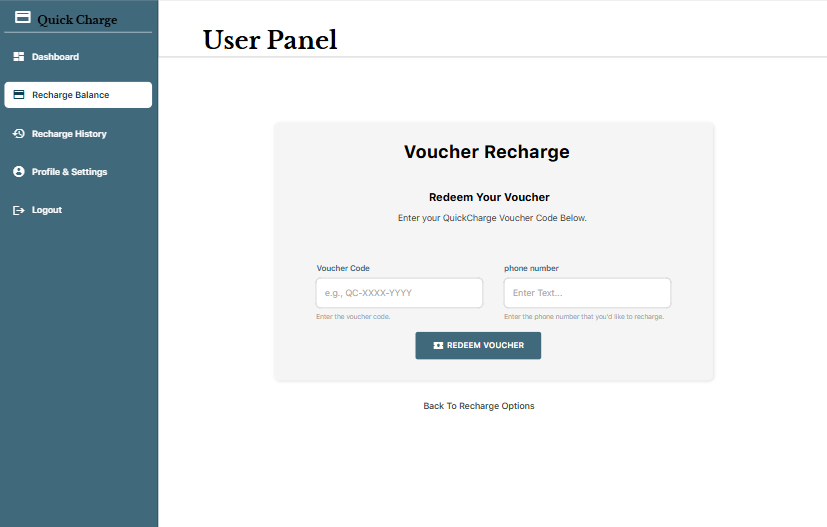 Quick Charge
Dashboard
Recharge Balance
Recharge History
Profile & Settings
Logout
User Panel
Voucher Recharge
Redeem Your Voucher
Enter your QuickCharge Voucher Code Below.
Voucher Code
phone number
e.g., QC-XXXX-YYYY
Enter Text...
Enter the voucher code.
Enter the phone number that you'd like to recharge.
REDEEM VOUCHER
Back To Recharge Options